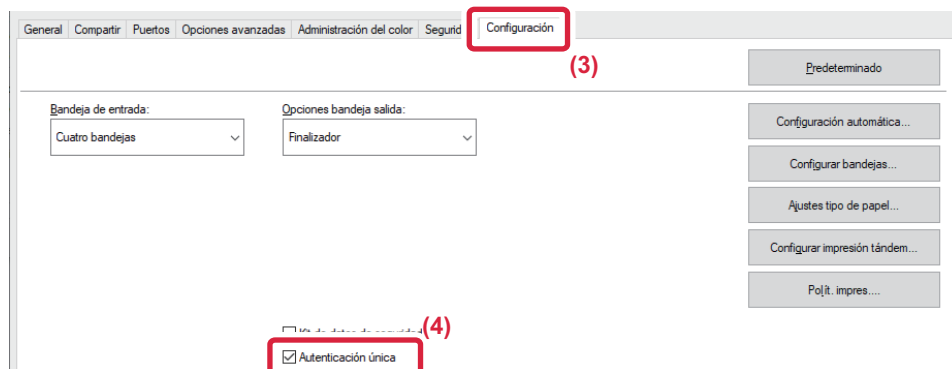 General Compartir Puertos Opciones avanzadas Administración del color Segurid Configuración
(3)
Predeterminado
Bandeja de entrada: Opciones bandeja salida:
Cuatro bandejas Finalizador
Configuración automática...
Configurar bandejas...
Ajustes tipo de papel...
Configurar impresión tándem...
Polít. impres....
(4)
Autenticación única